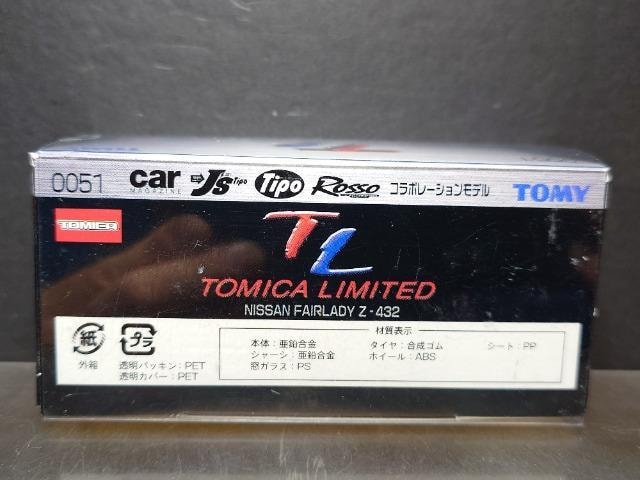 0051 car MAGAZINE J's Tipo Tipo Rosso コラボレーションモデル TOMY
TOMICA
TL
TOMICA LIMITED
NISSAN FAIRLADY Z-432
紙 プラ
外箱 透明パッキン：PET
透明カバー：PET
材質表示
本体：亜鉛合金 タイヤ：合成ゴム シート：PP
シャーシ：亜鉛合金 ホイール：ABS
窓ガラス：PS